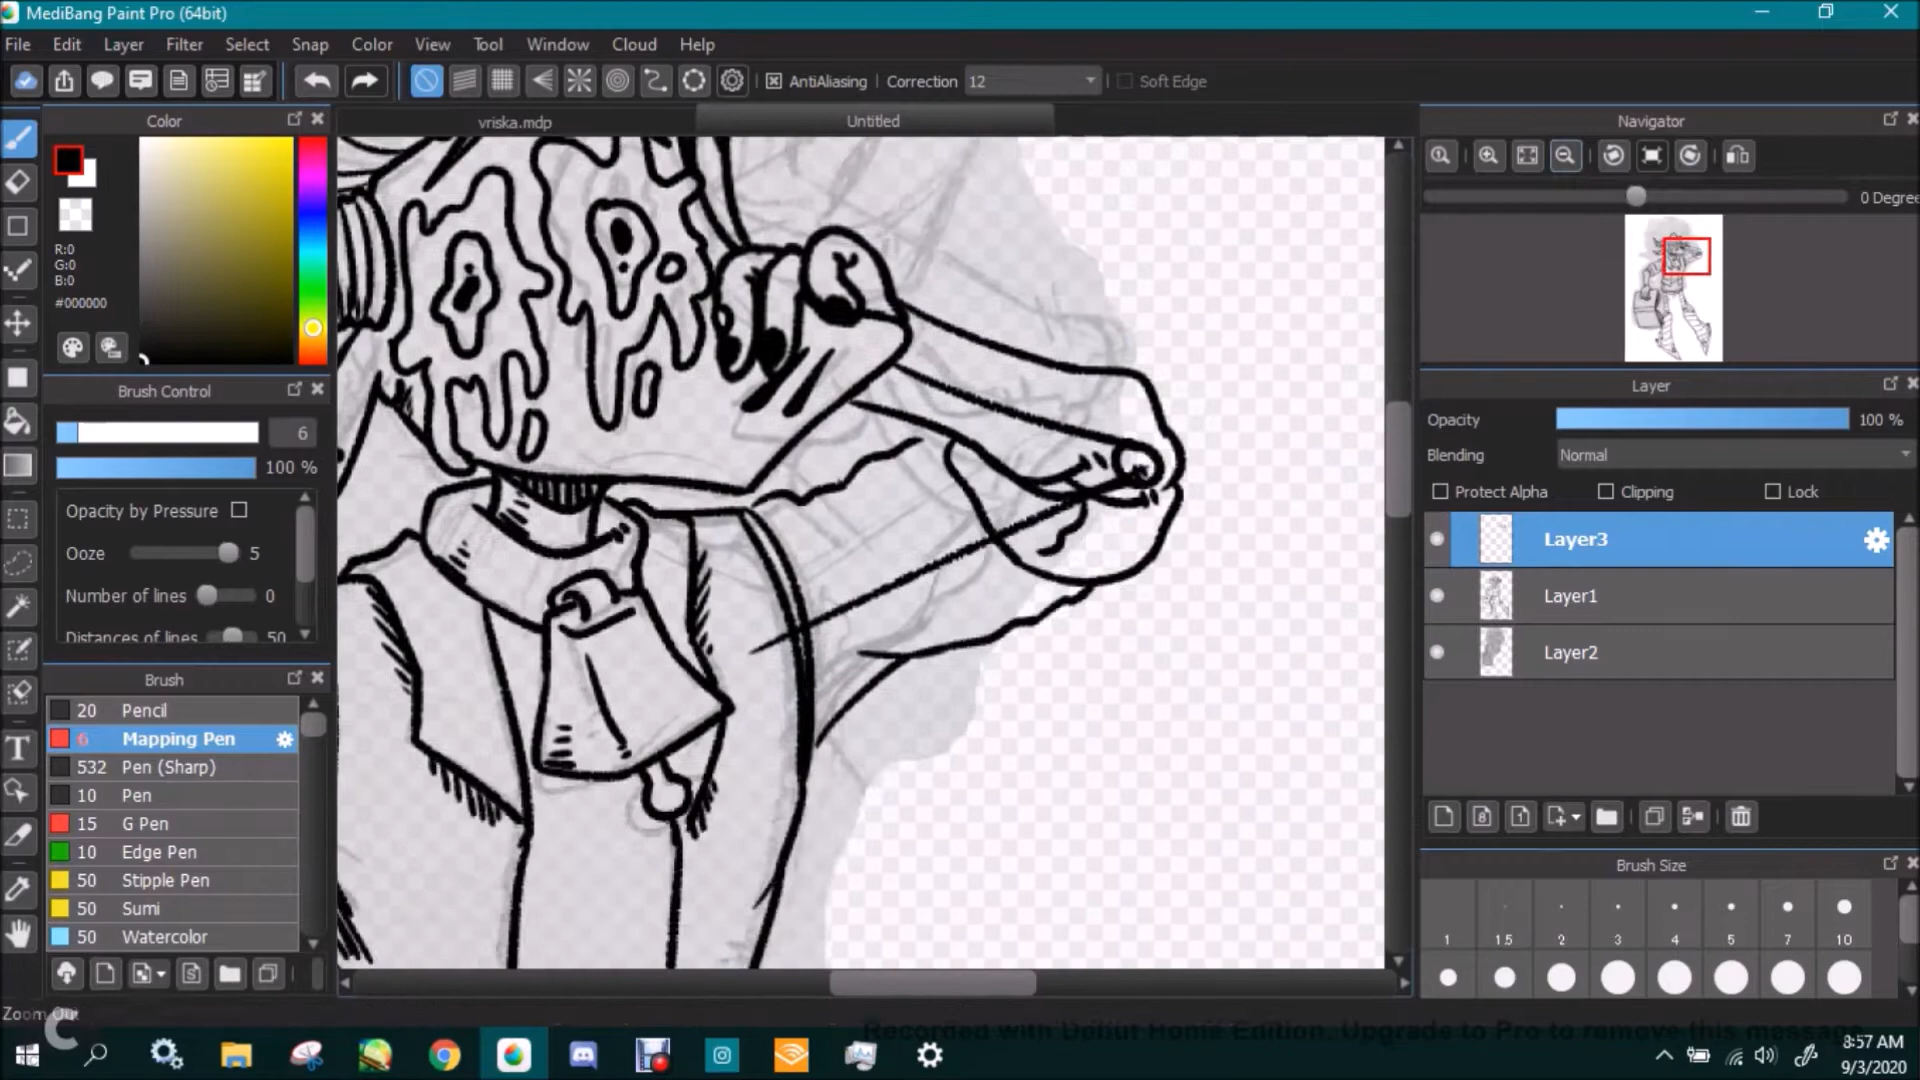 MediBang Paint Pro (64bit)
File Edit Layer Filter Select Snap Color View Tool Window Cloud Help
AntiAliasing Correction 12 Soft Edge
Color
vriska.mdp
Untitled
Navigator
0 Degree
R:0
G:0
B:0
#000000
Brush Control
6
100 %
Opacity by Pressure
Ooze 5
Number of lines 0
Distances of lines 50
Brush
20 Pencil
6 Mapping Pen
532 Pen (Sharp)
10 Pen
15 G Pen
10 Edge Pen
50 Stipple Pen
50 Sumi
50 Watercolor
Layer
Opacity 100 %
Blending Normal
Protect Alpha Clipping Lock
Layer3
Layer1
Layer2
Brush Size
1 1.5 2 3 4 5 7 10
Zoom Out
Recorded with Debut Home Edition. Upgrade to Pro to remove this message
8:57 AM
9/3/2020